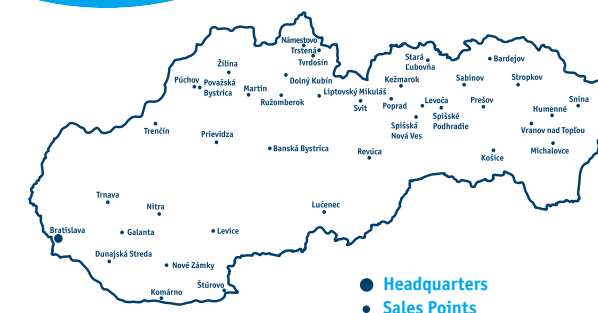 Námestovo
Trstená
Tvrdošín
Stará
Ľubovňa
Bardejov
Žilina
Dolný Kubín
Kežmarok
Sabinov
Stropkov
Púchov
Považská
Bystrica
Martin
Ružomberok
Liptovský Mikuláš
Svit
Poprad
Levoča
Spišské
Podhradie
Prešov
Humenné
Snina
Trenčín
Prievidza
Spišská
Nová Ves
Vranov nad Topľou
Michalovce
Banská Bystrica
Revúca
Košice
Trnava
Nitra
Lučenec
Bratislava
Galanta
Levice
Dunajská Streda
Nové Zámky
Komárno
Štúrovo
Headquarters
Sales Points